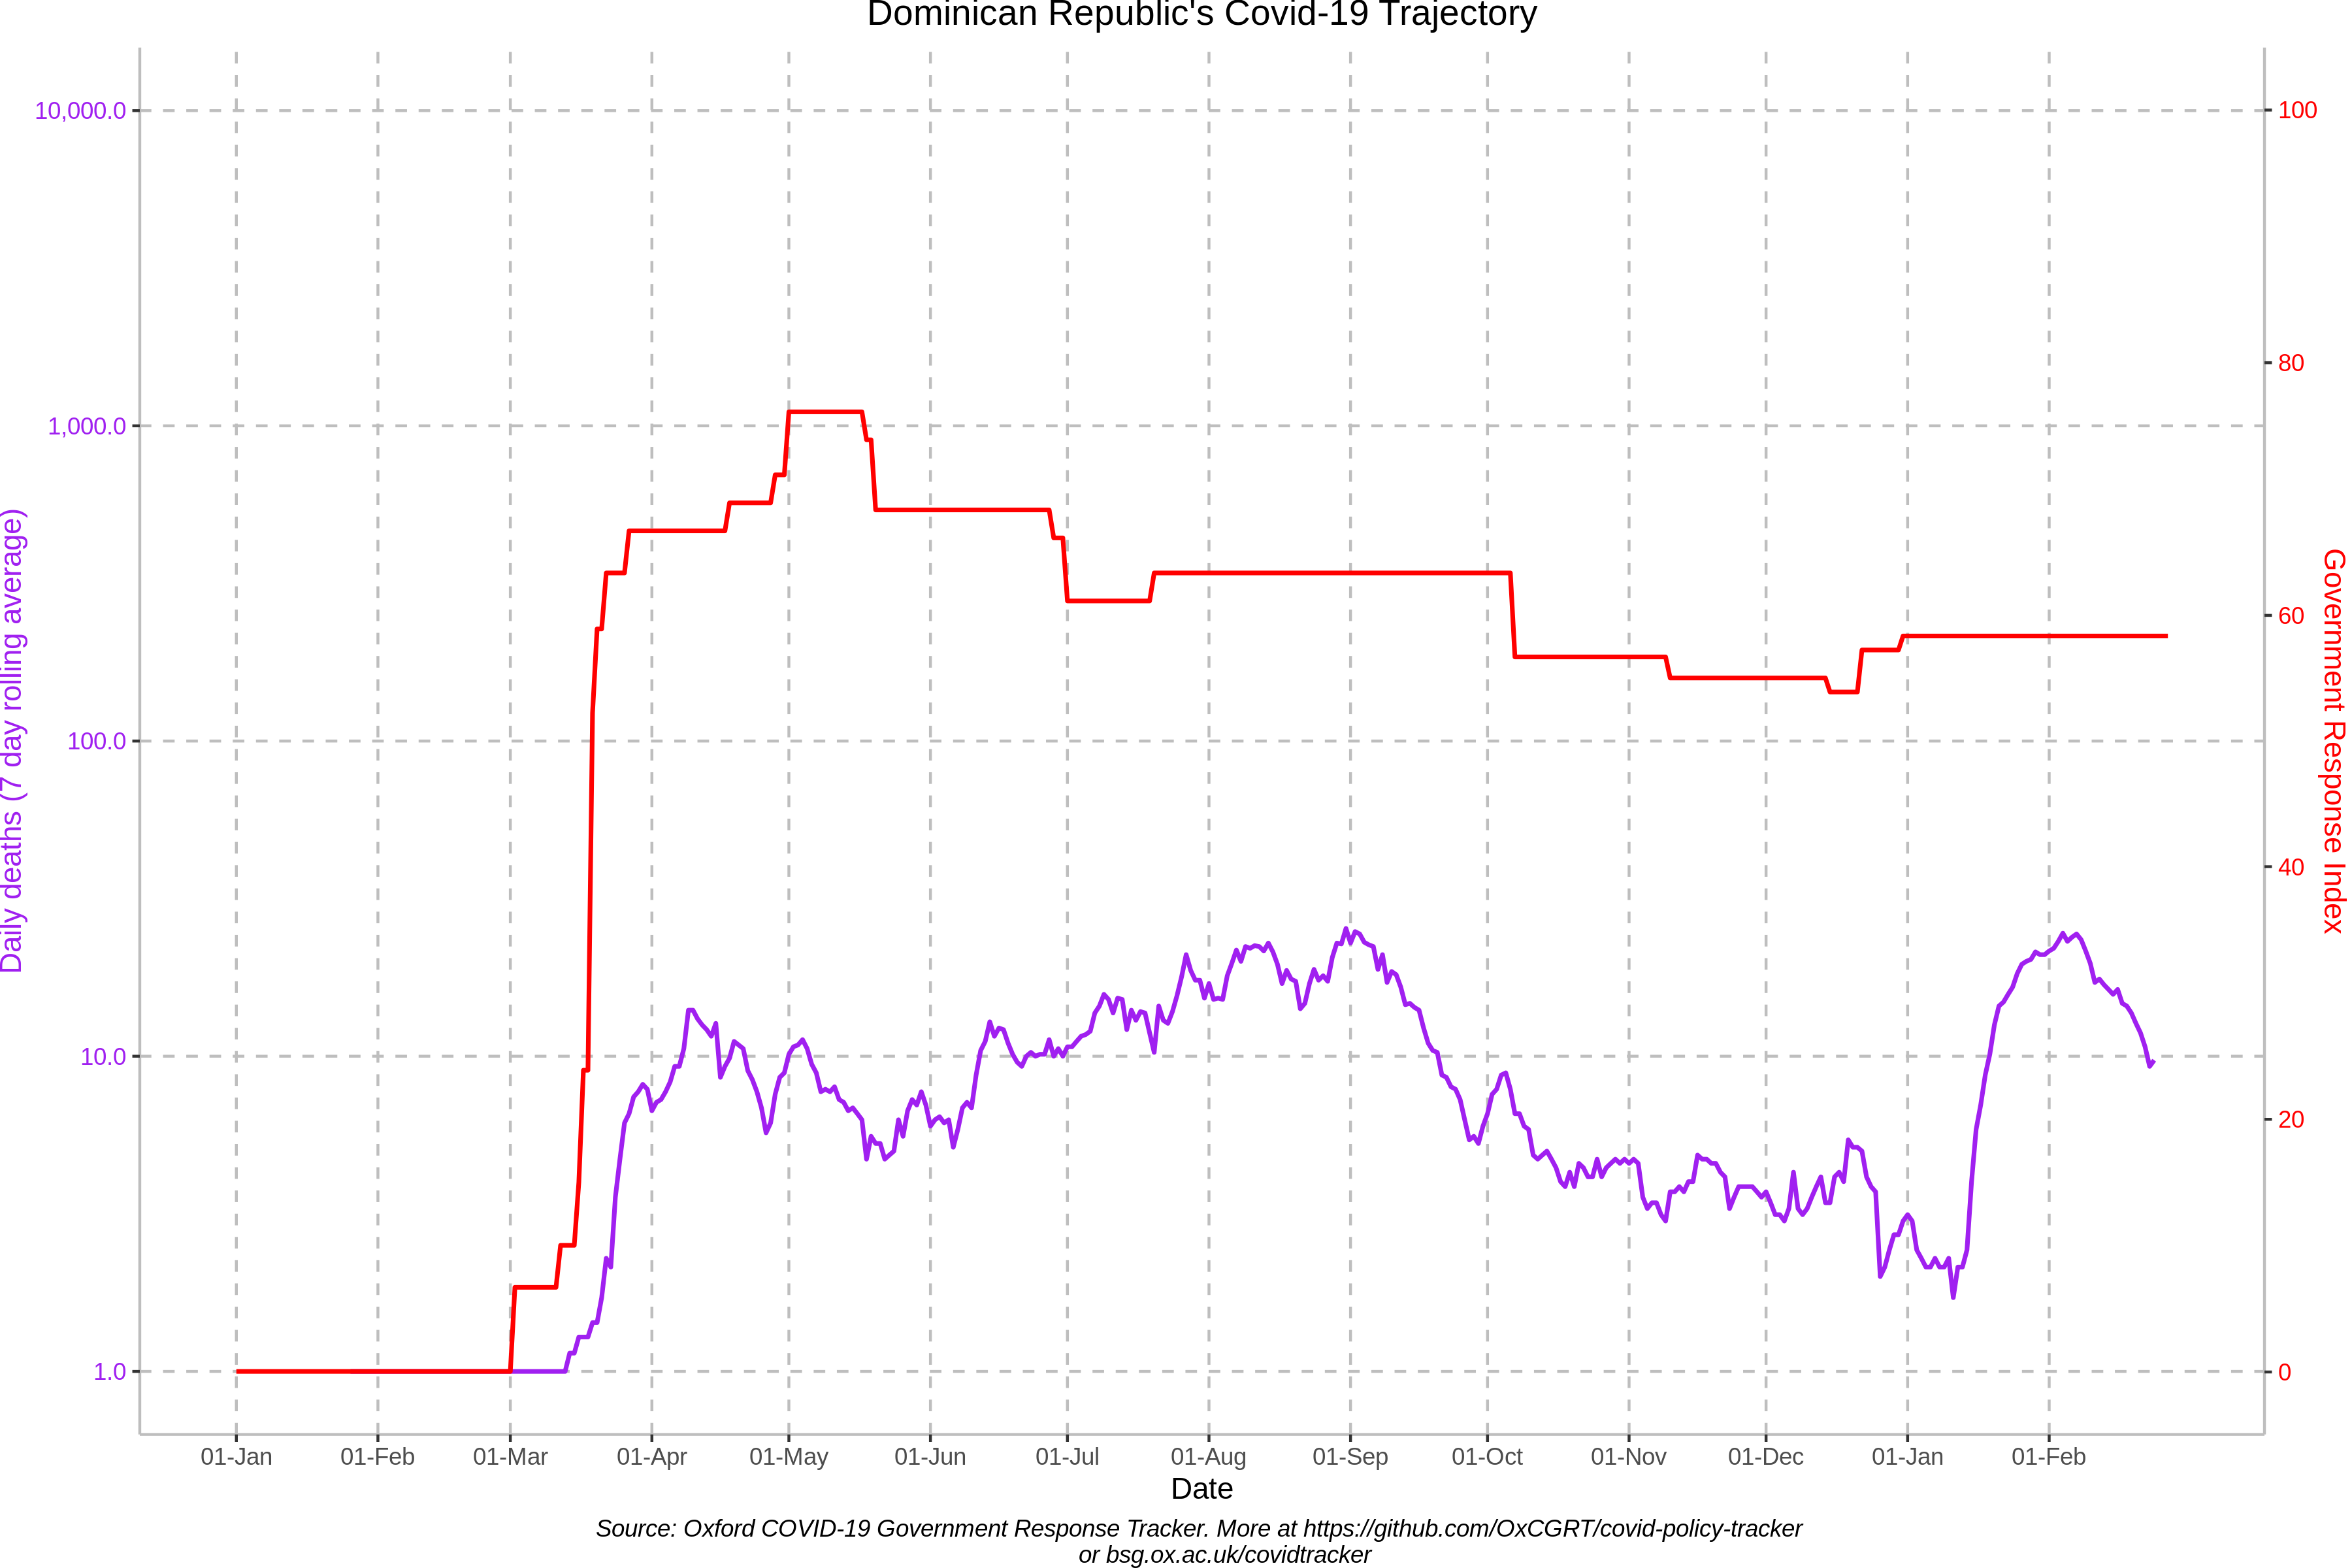 Dominican Republic's Covid-19 Trajectory
10,000.0
1,000.0
100.0
10.0
1.0
Daily deaths (7 day rolling average)
100
80
60
40
20
0
Government Response Index
01-Jan 01-Feb 01-Mar 01-Apr 01-May 01-Jun 01-Jul 01-Aug 01-Sep 01-Oct 01-Nov 01-Dec 01-Jan 01-Feb
Date
Source: Oxford COVID-19 Government Response Tracker. More at https://github.com/OxCGRT/covid-policy-tracker
or bsg.ox.ac.uk/covidtracker